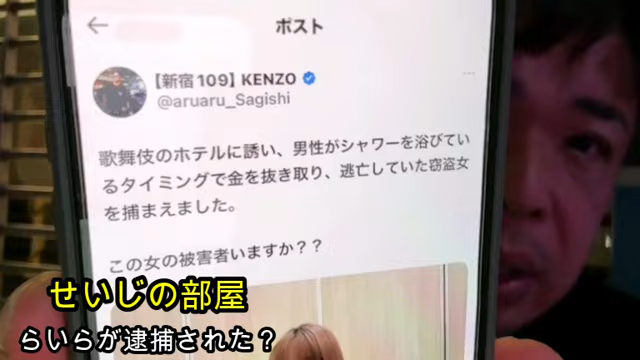 ポスト
【新宿109】KENZO
@aruaru_Sagishi
歌舞伎のホテルに誘い、男性がシャワーを浴びてい
るタイミングで金を抜き取り、逃亡していた窃盗女
を捕まえました。
この女の被害者いますか？？
せいじの部屋
らいらが逮捕された？